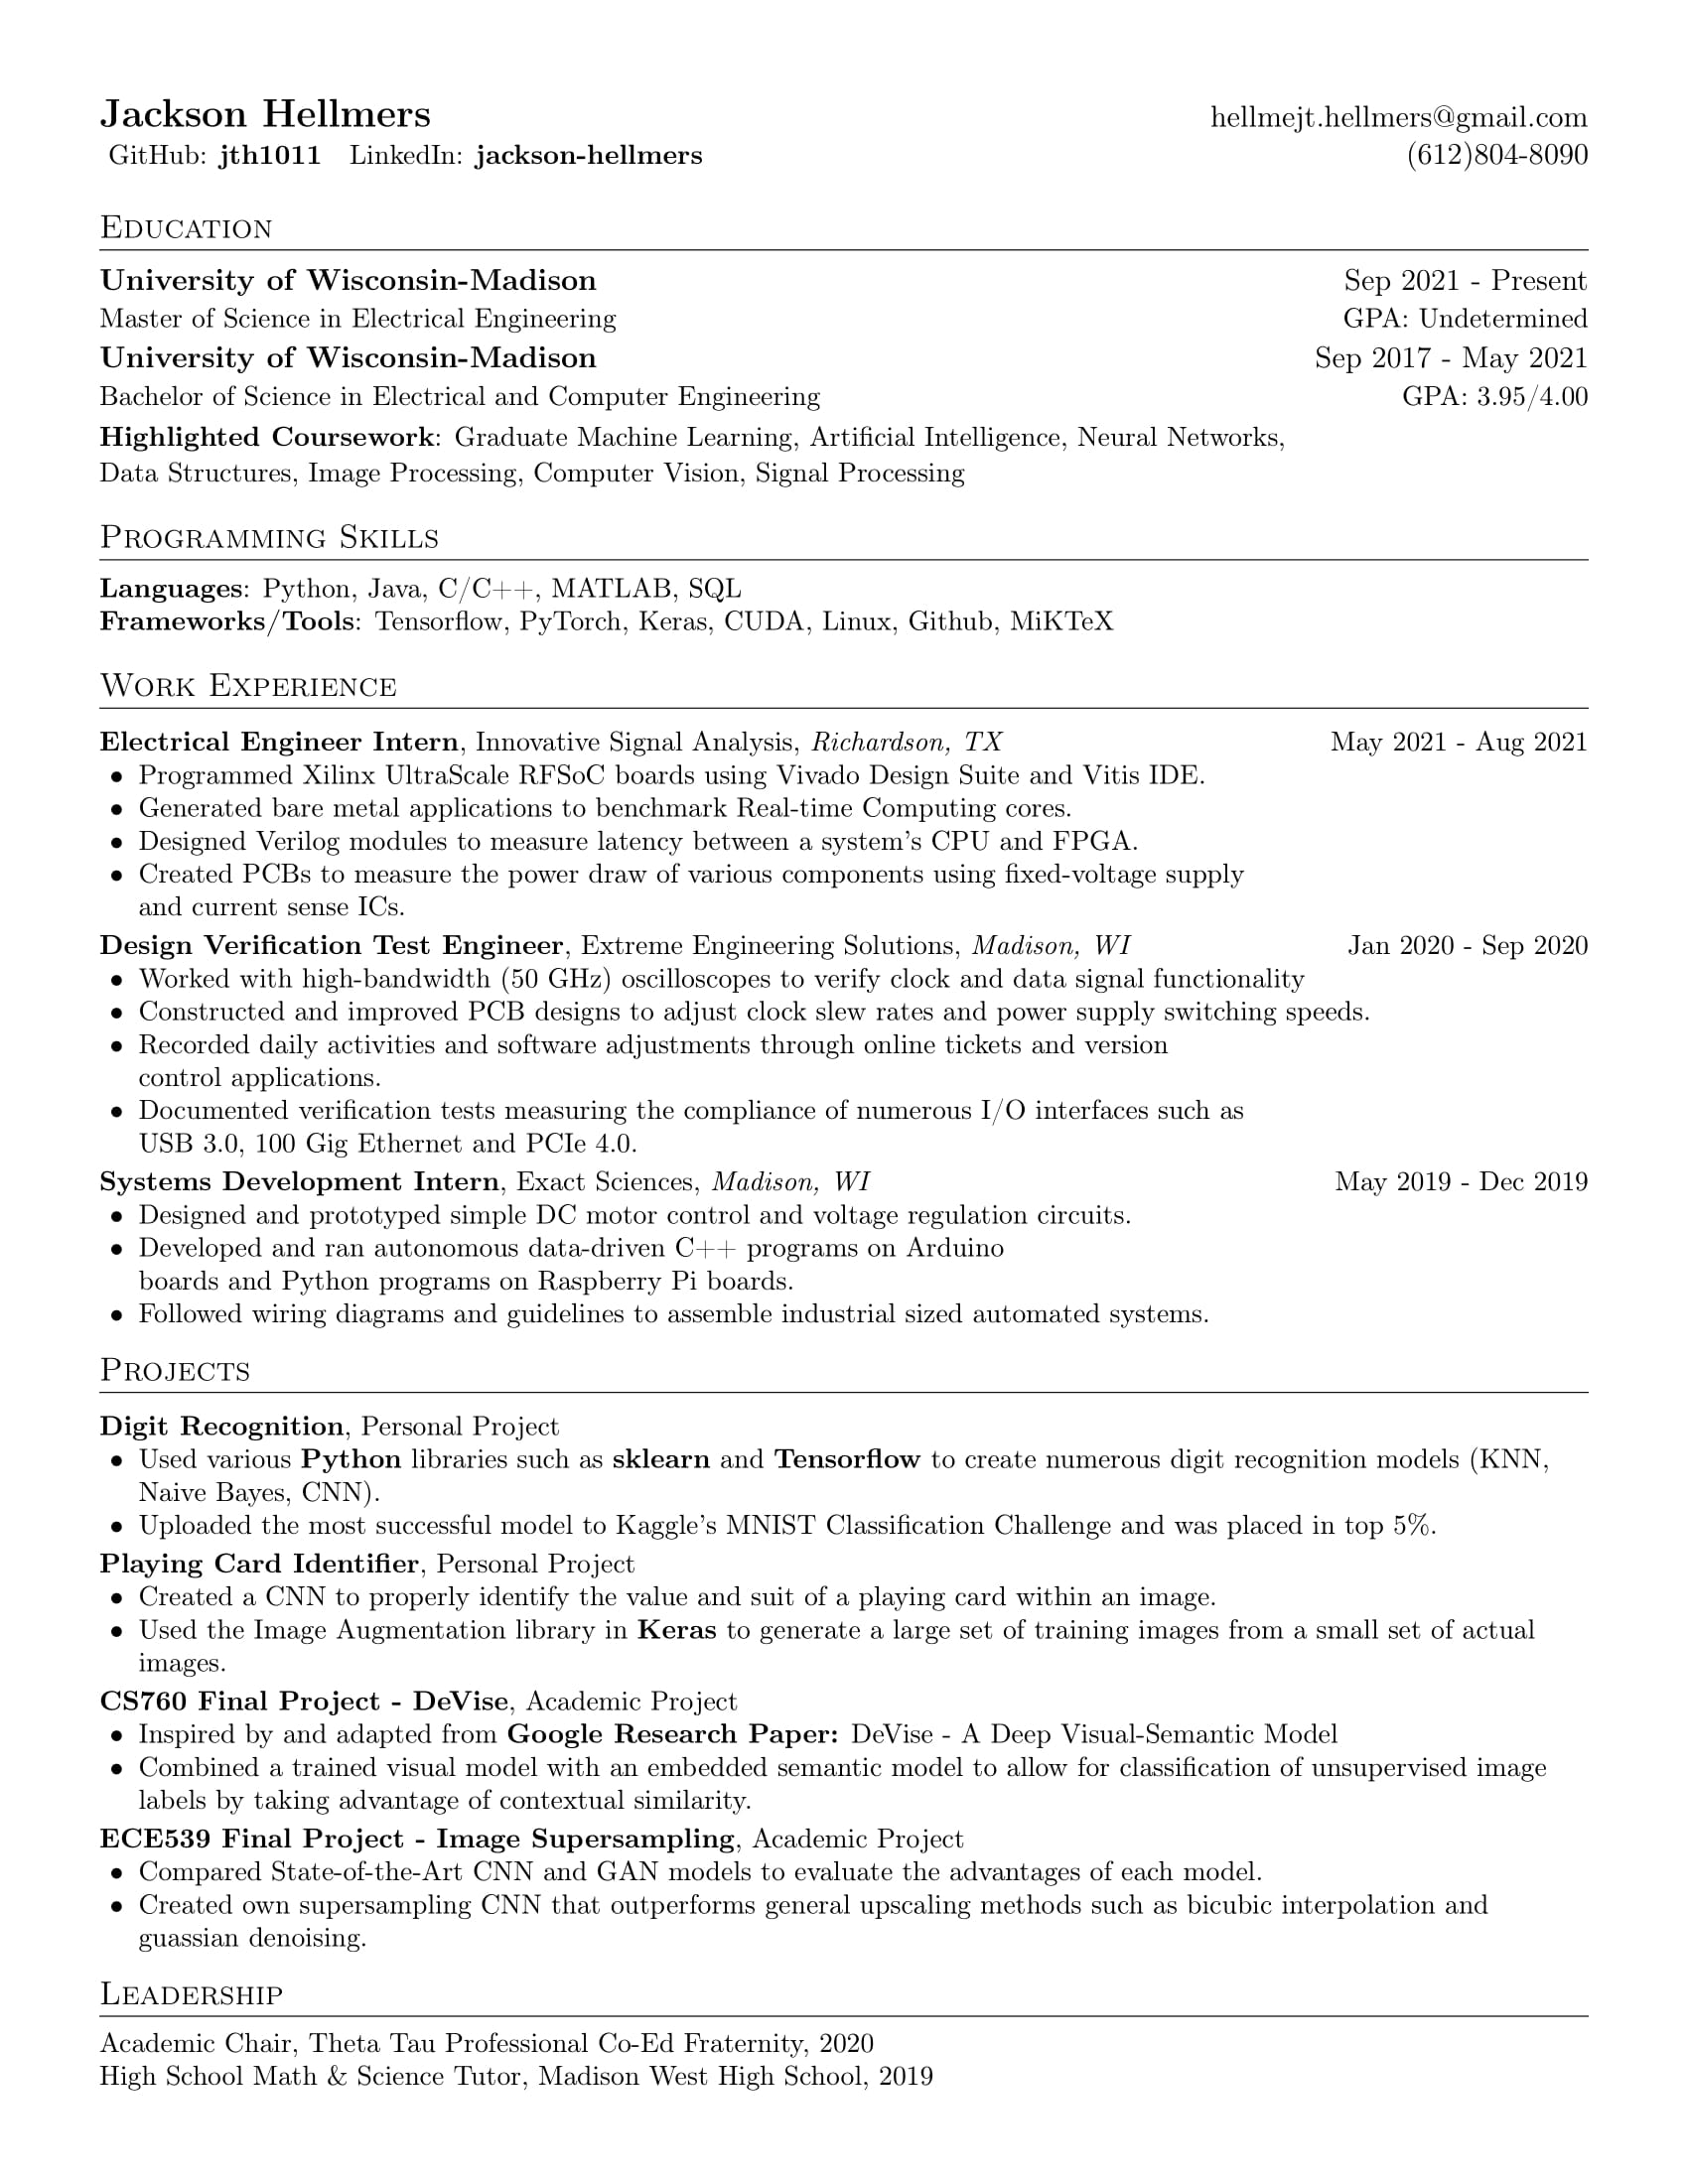 Jackson Hellmers hellmejt.hellmers@gmail.com
GitHub: jth1011 LinkedIn: jackson-hellmers (612)804-8090
Education
University of Wisconsin-Madison Sep 2021 - Present
Master of Science in Electrical Engineering GPA: Undetermined
University of Wisconsin-Madison Sep 2017 - May 2021
Bachelor of Science in Electrical and Computer Engineering GPA: 3.95/4.00
Highlighted Coursework: Graduate Machine Learning, Artificial Intelligence, Neural Networks,
Data Structures, Image Processing, Computer Vision, Signal Processing
Programming Skills
Languages: Python, Java, C/C++, MATLAB, SQL
Frameworks/Tools: Tensorflow, PyTorch, Keras, CUDA, Linux, Github, MiKTeX
Work Experience
Electrical Engineer Intern, Innovative Signal Analysis, Richardson, TX May 2021 - Aug 2021
• Programmed Xilinx UltraScale RFSoC boards using Vivado Design Suite and Vitis IDE.
• Generated bare metal applications to benchmark Real-time Computing cores.
• Designed Verilog modules to measure latency between a system's CPU and FPGA.
• Created PCBs to measure the power draw of various components using fixed-voltage supply
and current sense ICs.
Design Verification Test Engineer, Extreme Engineering Solutions, Madison, WI Jan 2020 - Sep 2020
• Worked with high-bandwidth (50 GHz) oscilloscopes to verify clock and data signal functionality
• Constructed and improved PCB designs to adjust clock slew rates and power supply switching speeds.
• Recorded daily activities and software adjustments through online tickets and version
control applications.
• Documented verification tests measuring the compliance of numerous I/O interfaces such as
USB 3.0, 100 Gig Ethernet and PCIe 4.0.
Systems Development Intern, Exact Sciences, Madison, WI May 2019 - Dec 2019
• Designed and prototyped simple DC motor control and voltage regulation circuits.
• Developed and ran autonomous data-driven C++ programs on Arduino
boards and Python programs on Raspberry Pi boards.
• Followed wiring diagrams and guidelines to assemble industrial sized automated systems.
Projects
Digit Recognition, Personal Project
• Used various Python libraries such as sklearn and Tensorflow to create numerous digit recognition models (KNN,
Naive Bayes, CNN).
• Uploaded the most successful model to Kaggle's MNIST Classification Challenge and was placed in top 5%.
Playing Card Identifier, Personal Project
• Created a CNN to properly identify the value and suit of a playing card within an image.
• Used the Image Augmentation library in Keras to generate a large set of training images from a small set of actual
images.
CS760 Final Project - DeVise, Academic Project
• Inspired by and adapted from Google Research Paper: DeVise - A Deep Visual-Semantic Model
• Combined a trained visual model with an embedded semantic model to allow for classification of unsupervised image
labels by taking advantage of contextual similarity.
ECE539 Final Project - Image Supersampling, Academic Project
• Compared State-of-the-Art CNN and GAN models to evaluate the advantages of each model.
• Created own supersampling CNN that outperforms general upscaling methods such as bicubic interpolation and
guassian denoising.
Leadership
Academic Chair, Theta Tau Professional Co-Ed Fraternity, 2020
High School Math & Science Tutor, Madison West High School, 2019